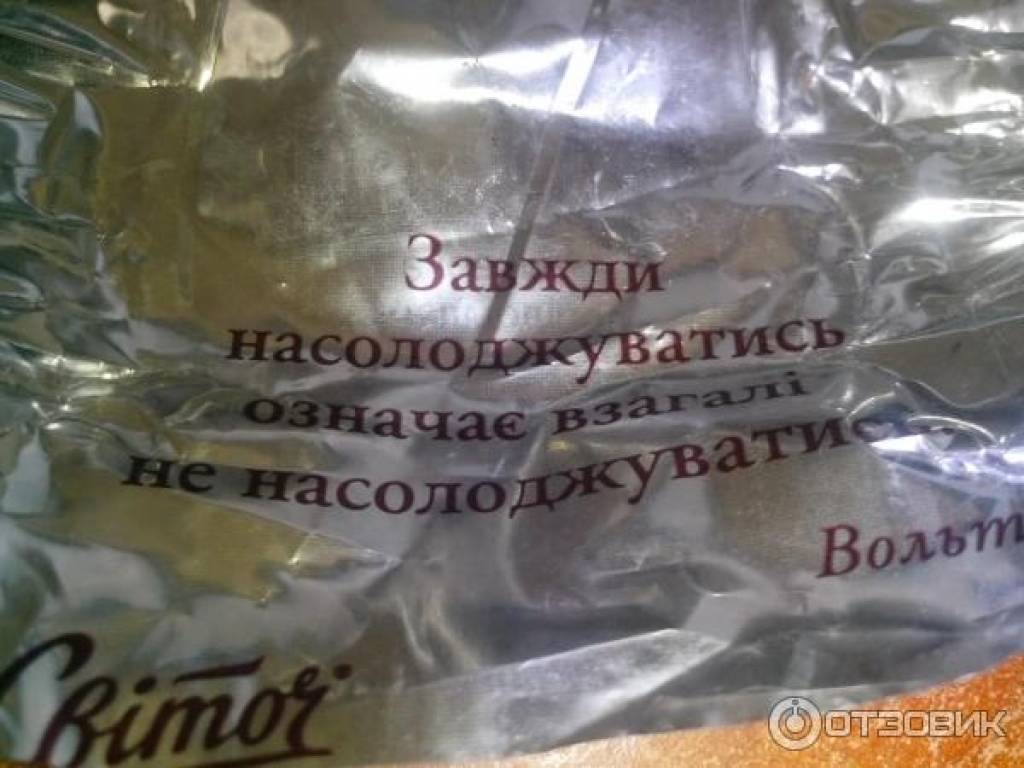 Завжди
насолоджуватись
означає взагалі
не насолоджуватись
Вольт
Світоч
ОТЗОВИК